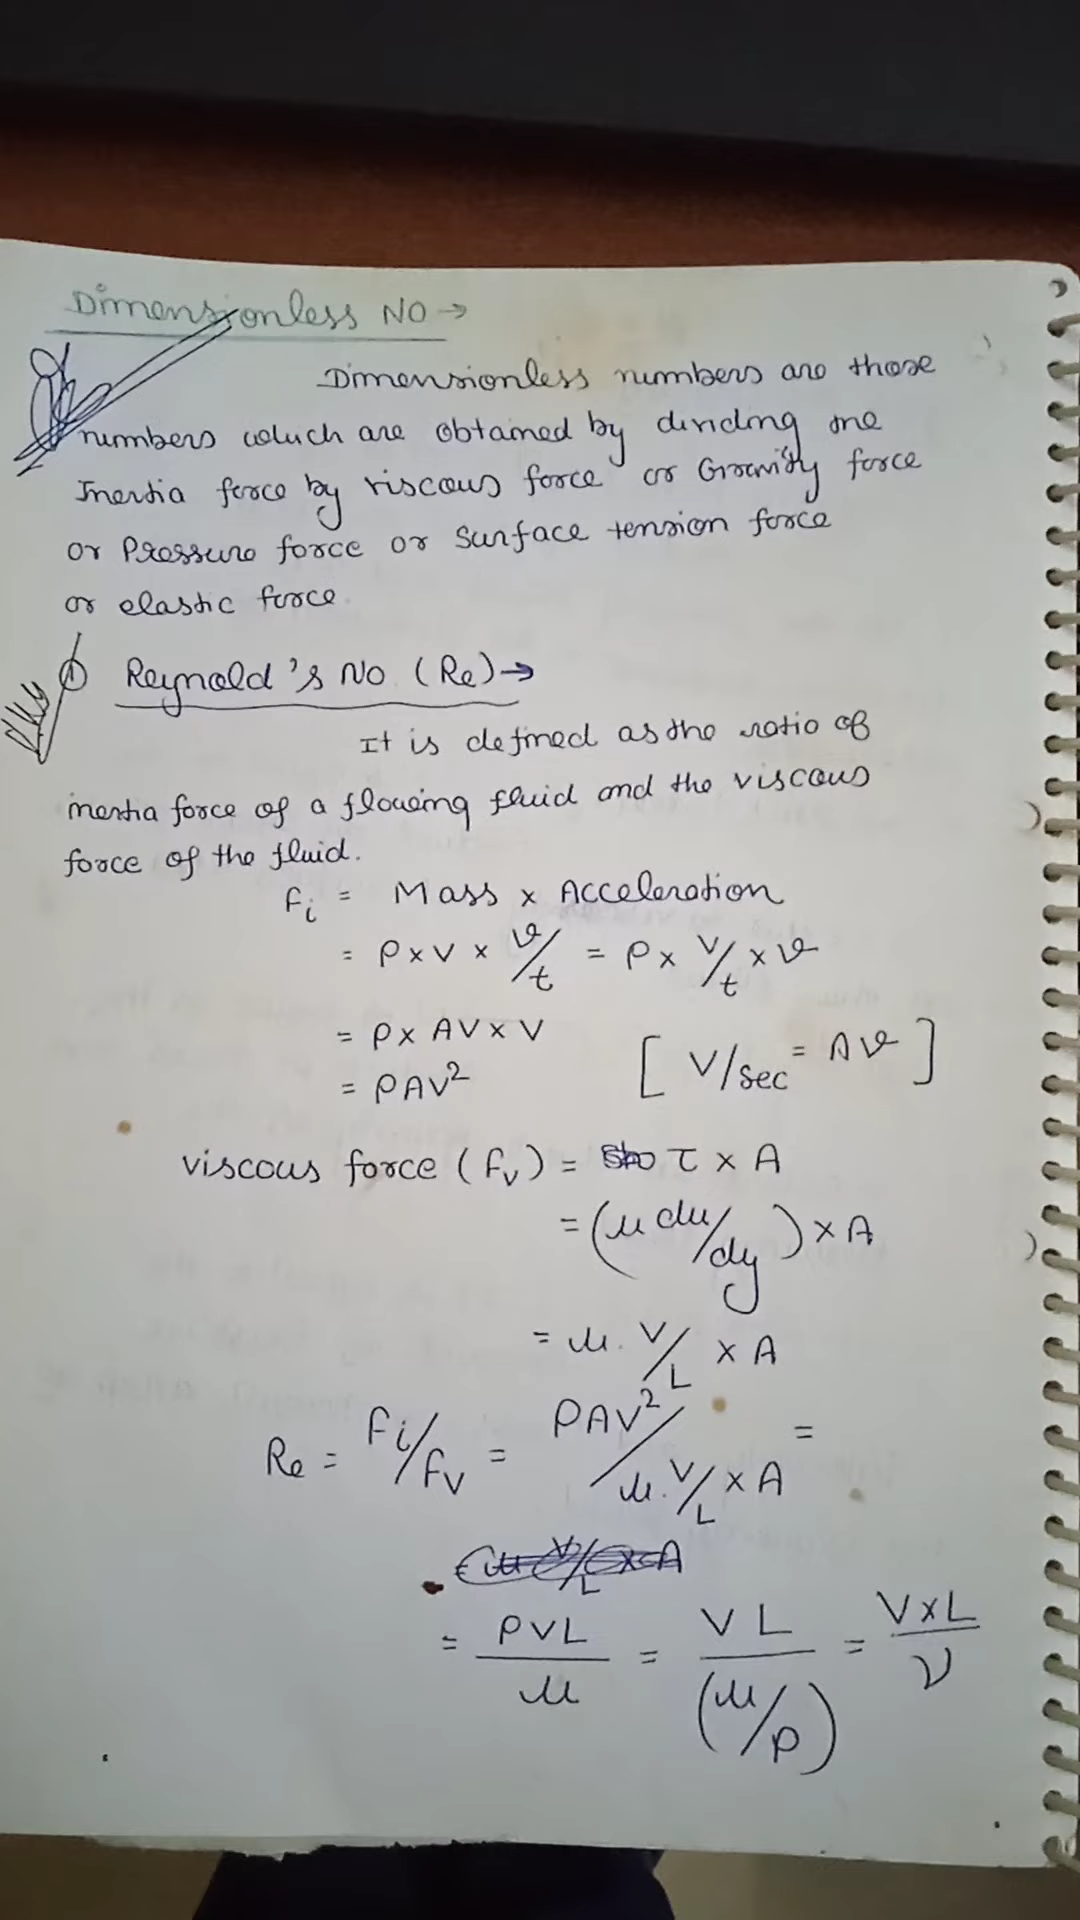 Dimensionless NO →
Dimensionless numbers are those
numbers which are obtained by dividing the
Inertia force by viscous force or Gravity force
or Pressure force or Surface tension force
or elastic force.
① Reynold's No (Re) →
It is defined as the ratio of
inertia force of a flowing fluid and the viscous
force of the fluid.
Fi = Mass x Acceleration
= ρ x V x v/t = ρ x V/t x v
= ρ x AV x V
= ρAV² [V/sec = Av]
viscous force (Fv) = τ x A
= (μ du/dy) x A
= μ. V/L x A
Re = Fi/Fv = ρAV²/μ. V/L x A =
= ρVL/μ = VL/(μ/ρ) = VxL/ν